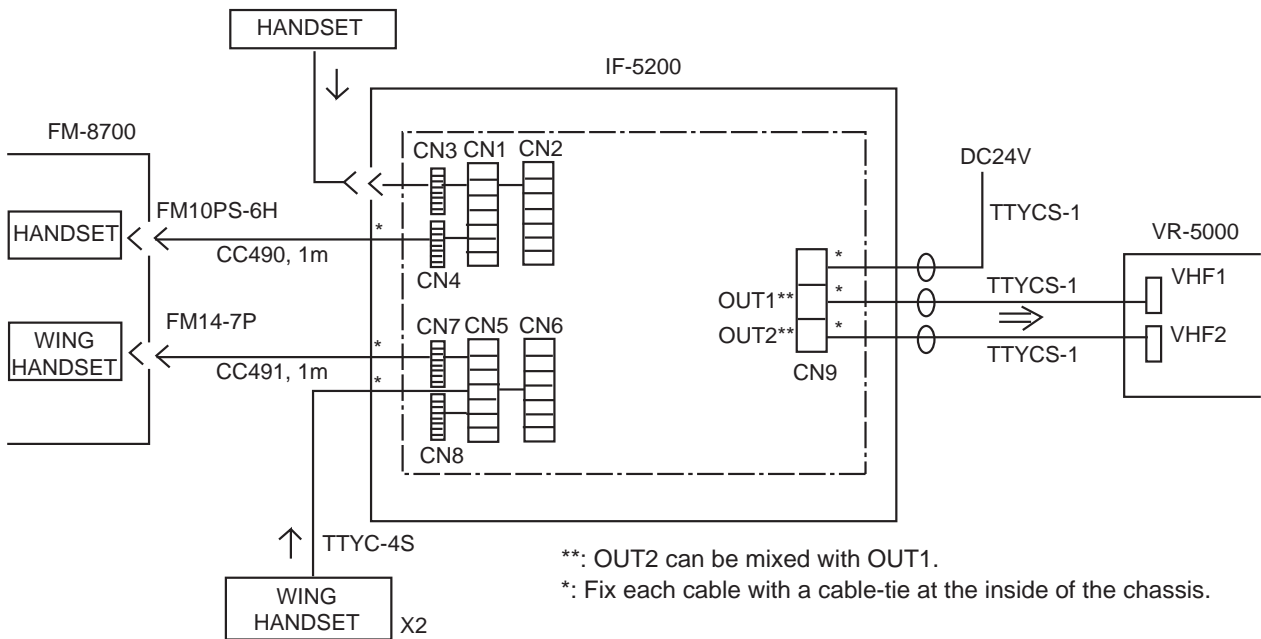 HANDSET
IF-5200
FM-8700
CN3 CN1 CN2
DC24V
FM10PS-6H
TTYCS-1
HANDSET
*
CC490, 1m
VR-5000
CN4
*
VHF1
TTYCS-1
OUT1** *
FM14-7P
CN7 CN5 CN6
OUT2** *
VHF2
WING
HANDSET
*
TTYCS-1
CN9
CC491, 1m
*
CN8
TTYC-4S
**: OUT2 can be mixed with OUT1.
*: Fix each cable with a cable-tie at the inside of the chassis.
WING
HANDSET
X2